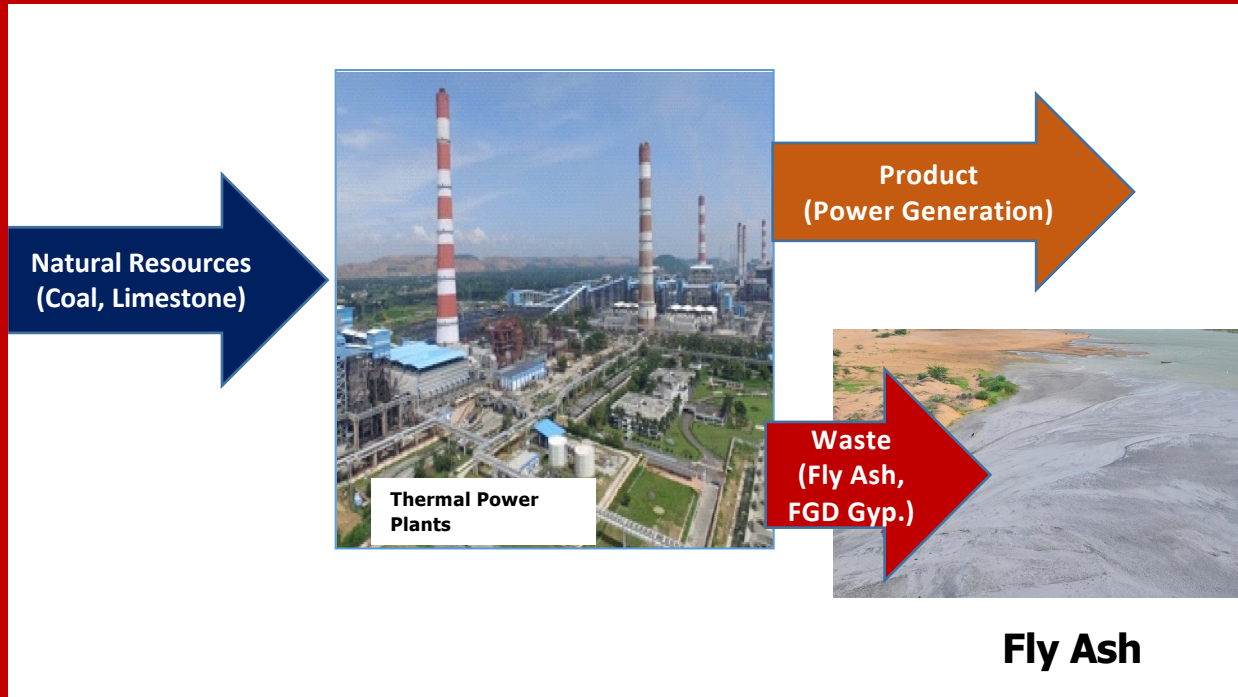 Natural Resources
(Coal, Limestone)
Thermal Power
Plants
Product
(Power Generation)
Waste
(Fly Ash,
FGD Gyp.)
Fly Ash